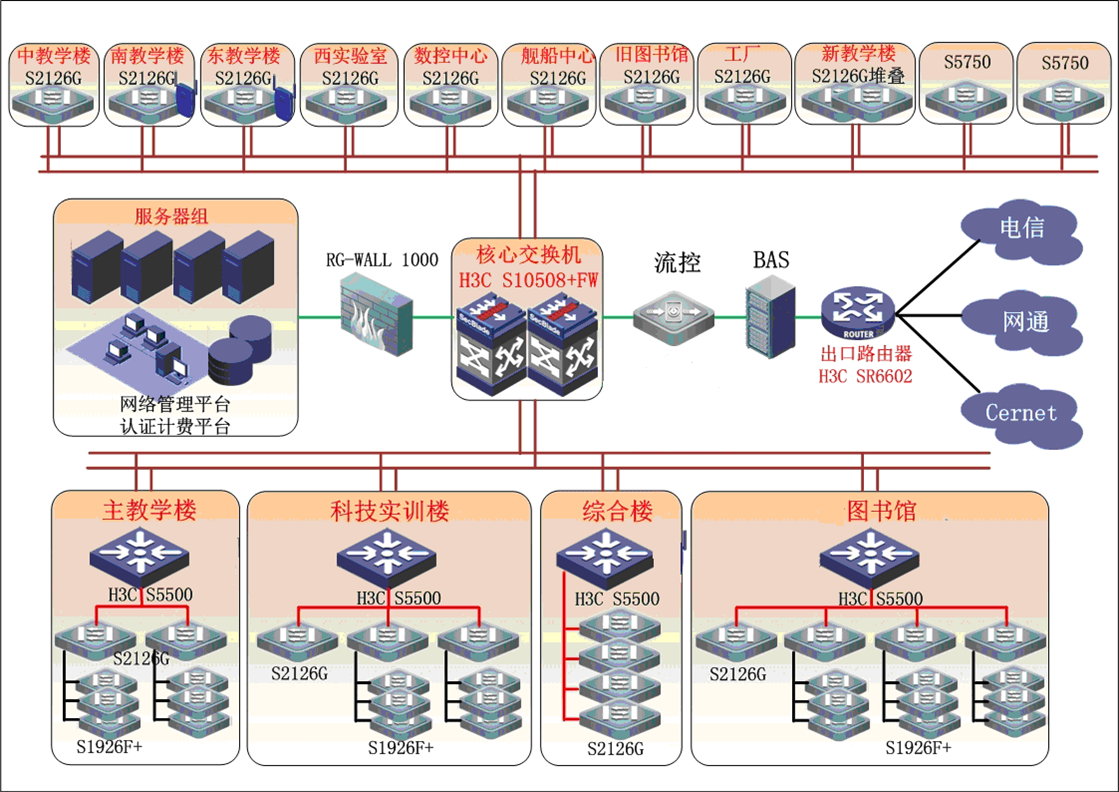 中教学楼
S2126G
南教学楼
S2126G
东教学楼
S2126G
西实验室
S2126G
数控中心
S2126G
舰船中心
S2126G
旧图书馆
S2126G
工厂
S2126G
新教学楼
S2126G堆叠
S5750
S5750
服务器组
网络管理平台
认证计费平台
RG-WALL 1000
核心交换机
H3C S10508+FW
SecBlade
SecBlade
流控
BAS
ROUTER
出口路由器
H3C SR6602
电信
网通
Cernet
主教学楼
H3C S5500
S2126G
S1926F+
科技实训楼
H3C S5500
S2126G
S1926F+
综合楼
H3C S5500
S2126G
图书馆
H3C S5500
S2126G
S1926F+